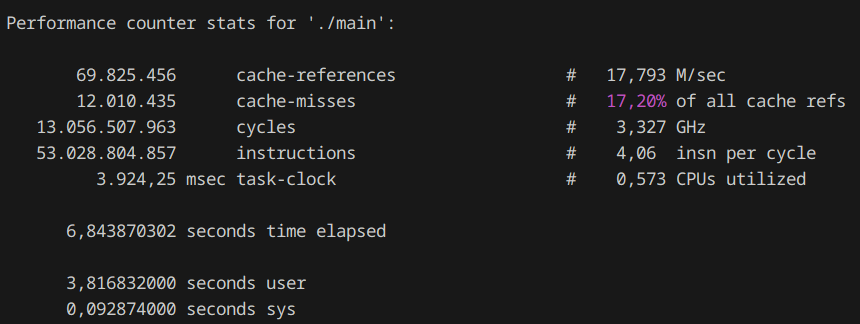 Performance counter stats for './main':
69.825.456 cache-references # 17,793 M/sec
12.010.435 cache-misses # 17,20% of all cache refs
13.056.507.963 cycles # 3,327 GHz
53.028.804.857 instructions # 4,06 insn per cycle
3.924,25 msec task-clock # 0,573 CPUs utilized
6,843870302 seconds time elapsed
3,816832000 seconds user
0,092874000 seconds sys